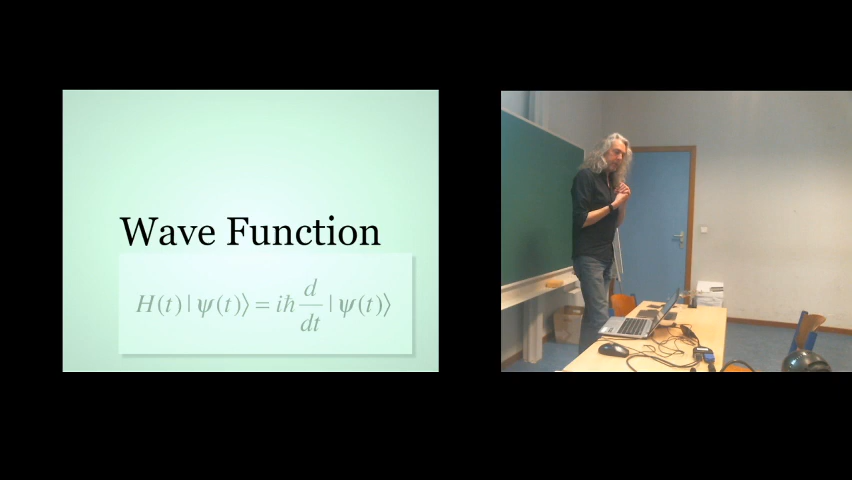 Wave Function
H(t) | ψ(t)⟩ = iħ d/dt | ψ(t)⟩